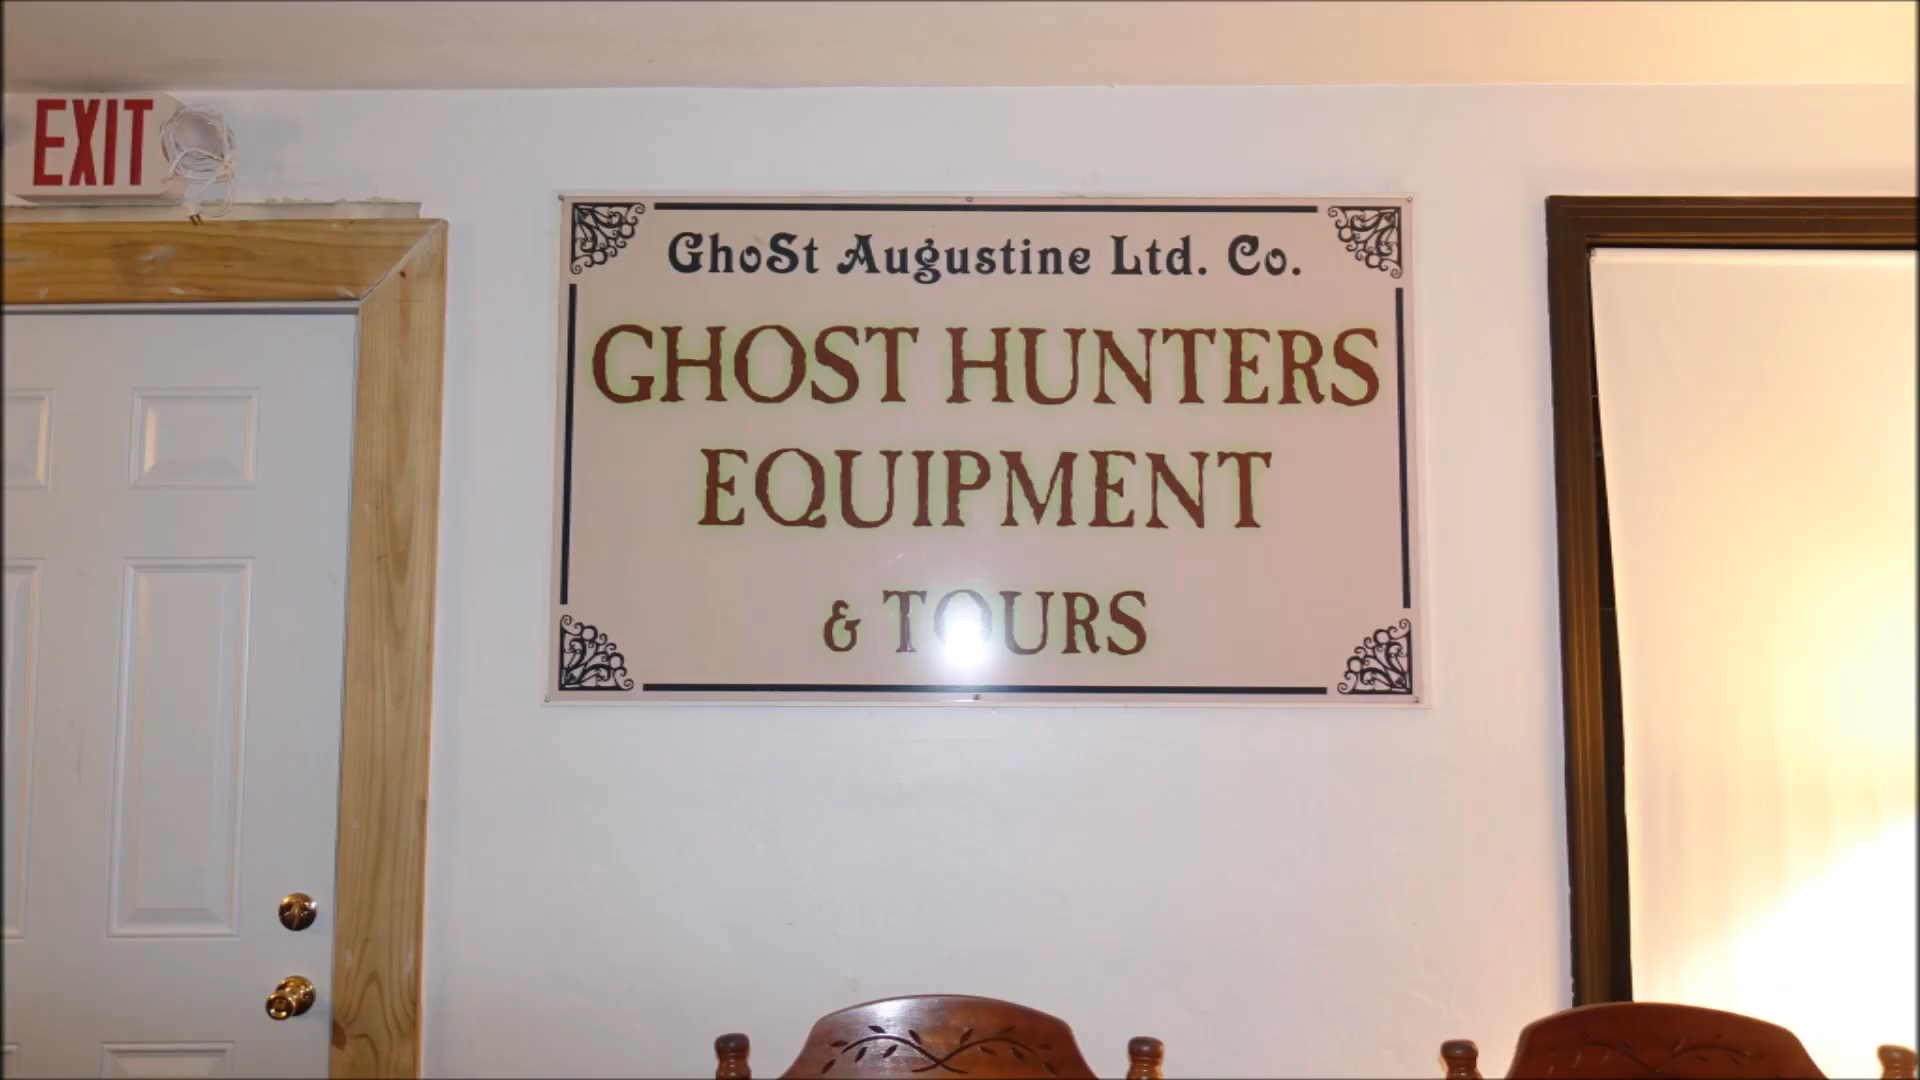 EXIT
GhoSt Augustine Ltd. Co.
GHOST HUNTERS
EQUIPMENT
& TOURS